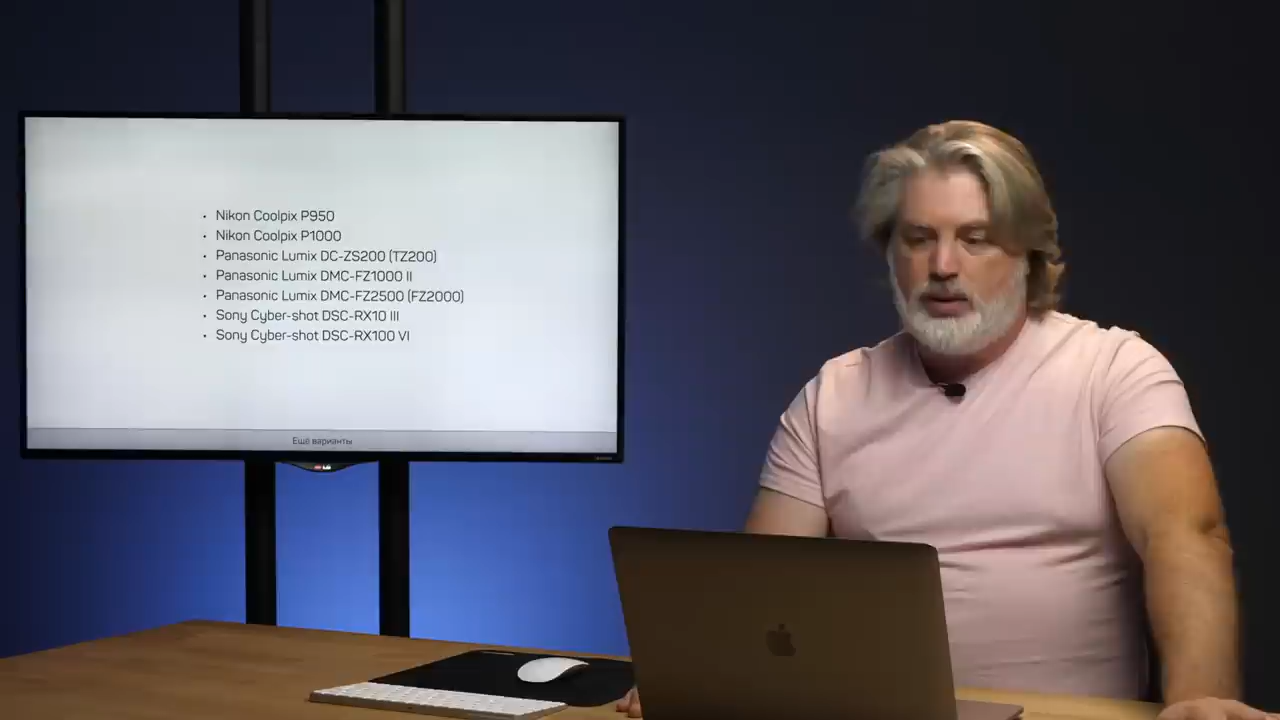 • Nikon Coolpix P950
• Nikon Coolpix P1000
• Panasonic Lumix DC-ZS200 (TZ200)
• Panasonic Lumix DMC-FZ1000 II
• Panasonic Lumix DMC-FZ2500 (FZ2000)
• Sony Cyber-shot DSC-RX10 III
• Sony Cyber-shot DSC-RX100 VI
Ещё варианты